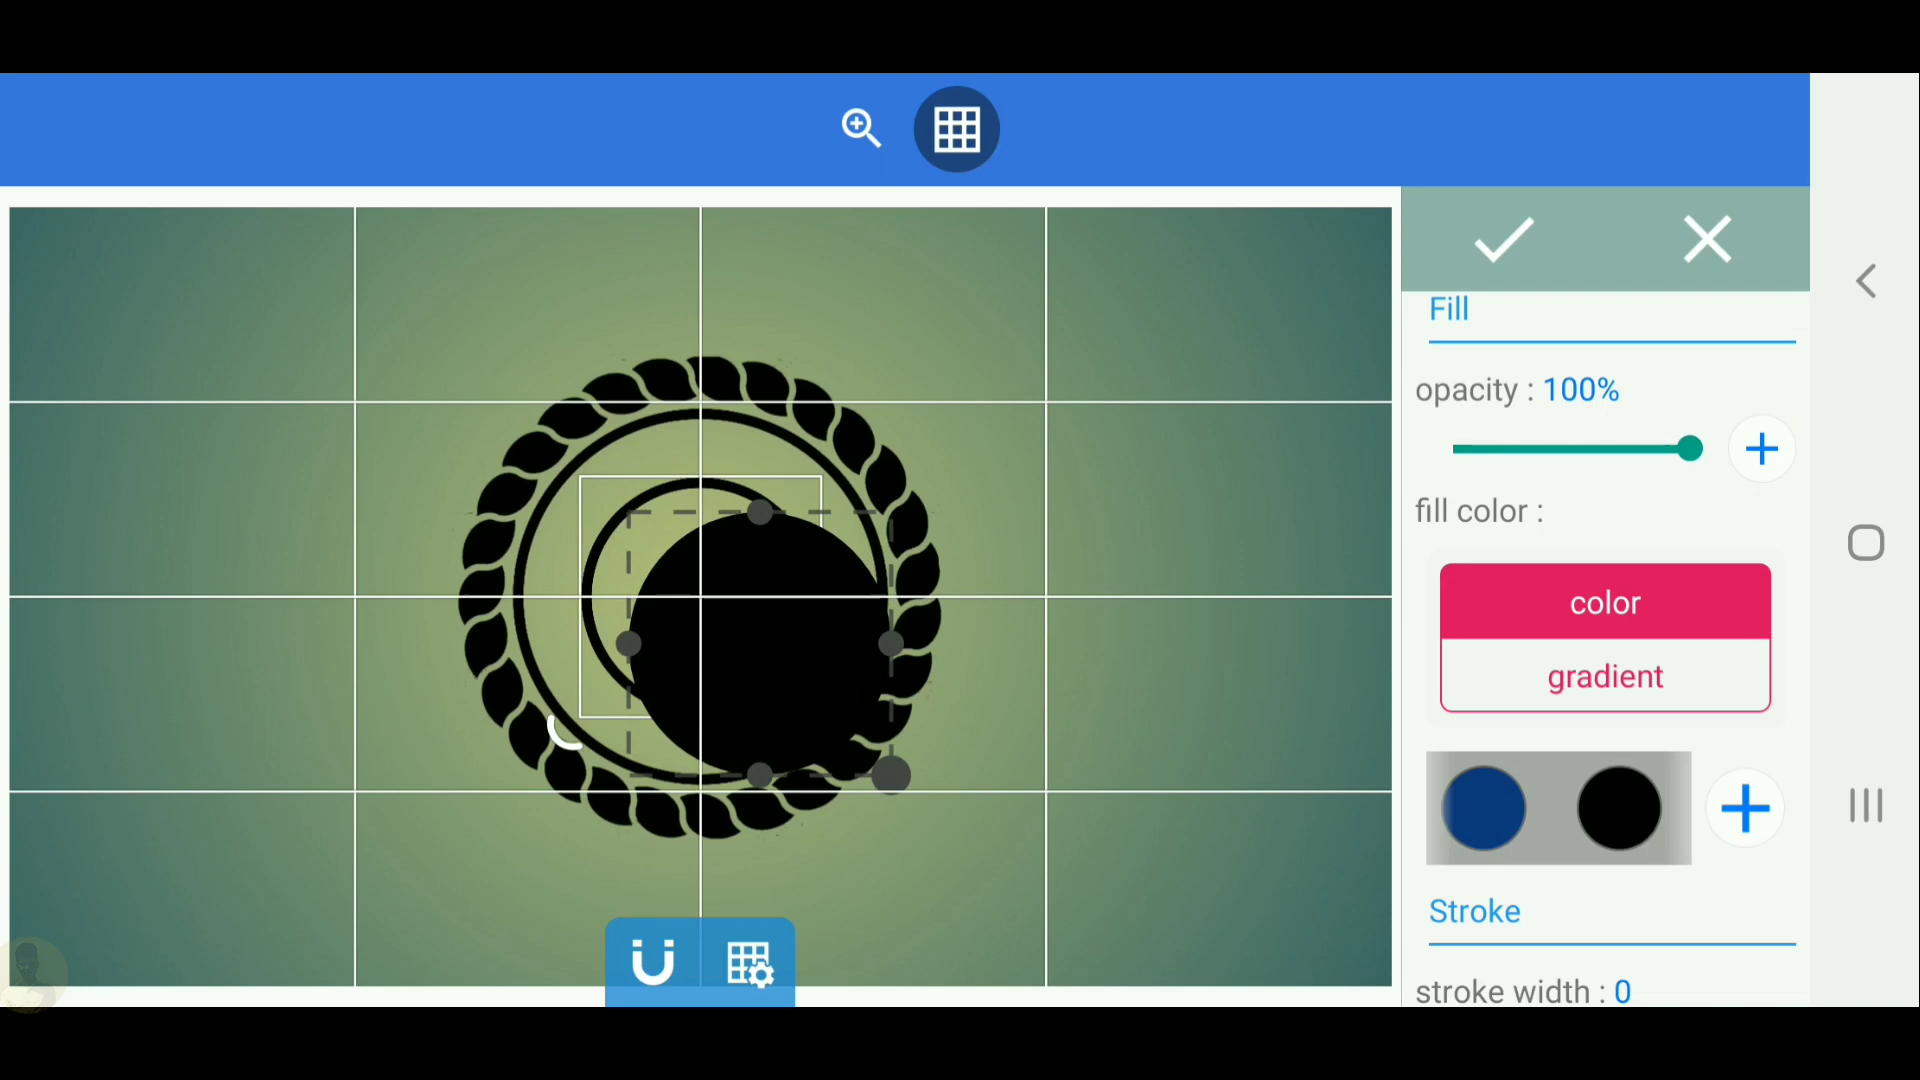 Fill
opacity : 100%
fill color :
color
gradient
Stroke
stroke width : 0